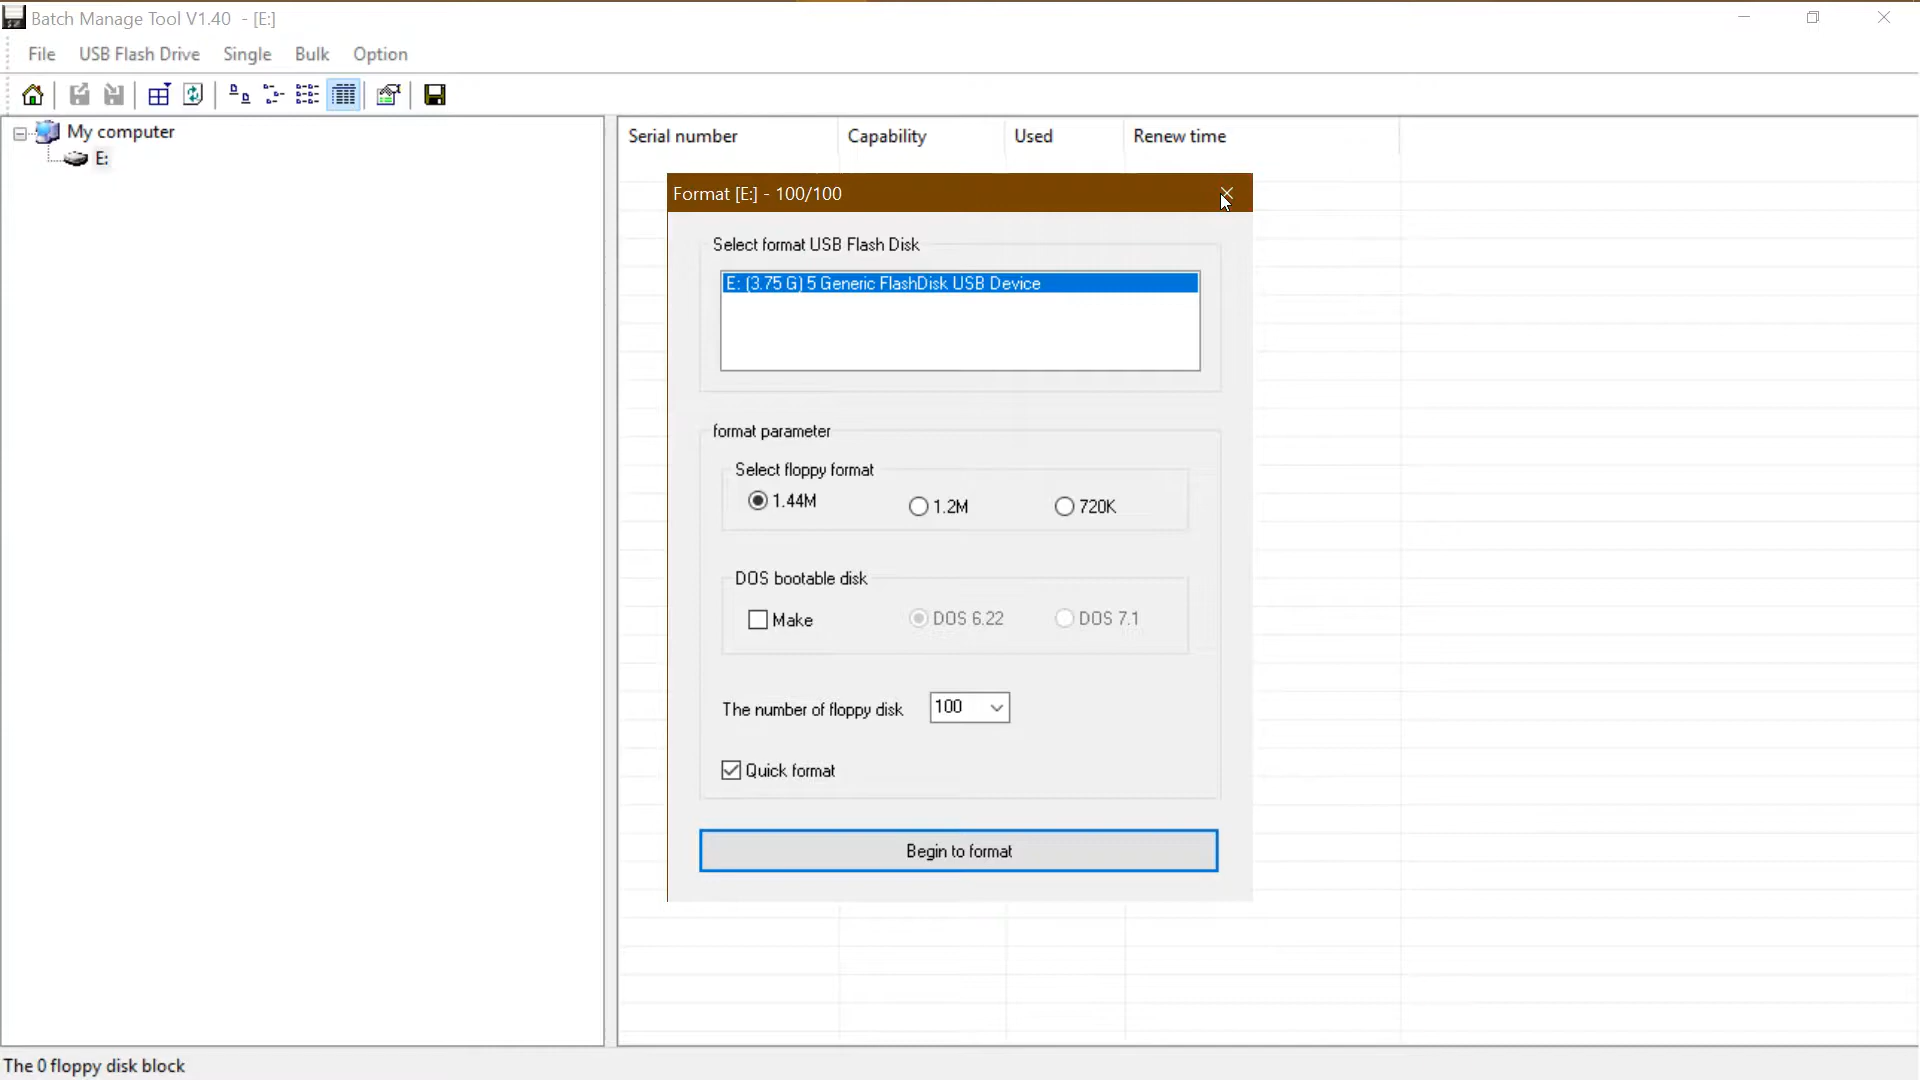 Batch Manage Tool V1.40 - [E:]
File USB Flash Drive Single Bulk Option
My computer
E:
Serial number Capability Used Renew time
Format [E:] - 100/100
Select format USB Flash Disk
E: (3.75 G) 5 Generic FlashDisk USB Device
format parameter
Select floppy format
1.44M 1.2M 720K
DOS bootable disk
Make DOS 6.22 DOS 7.1
The number of floppy disk 100
Quick format
Begin to format
The 0 floppy disk block